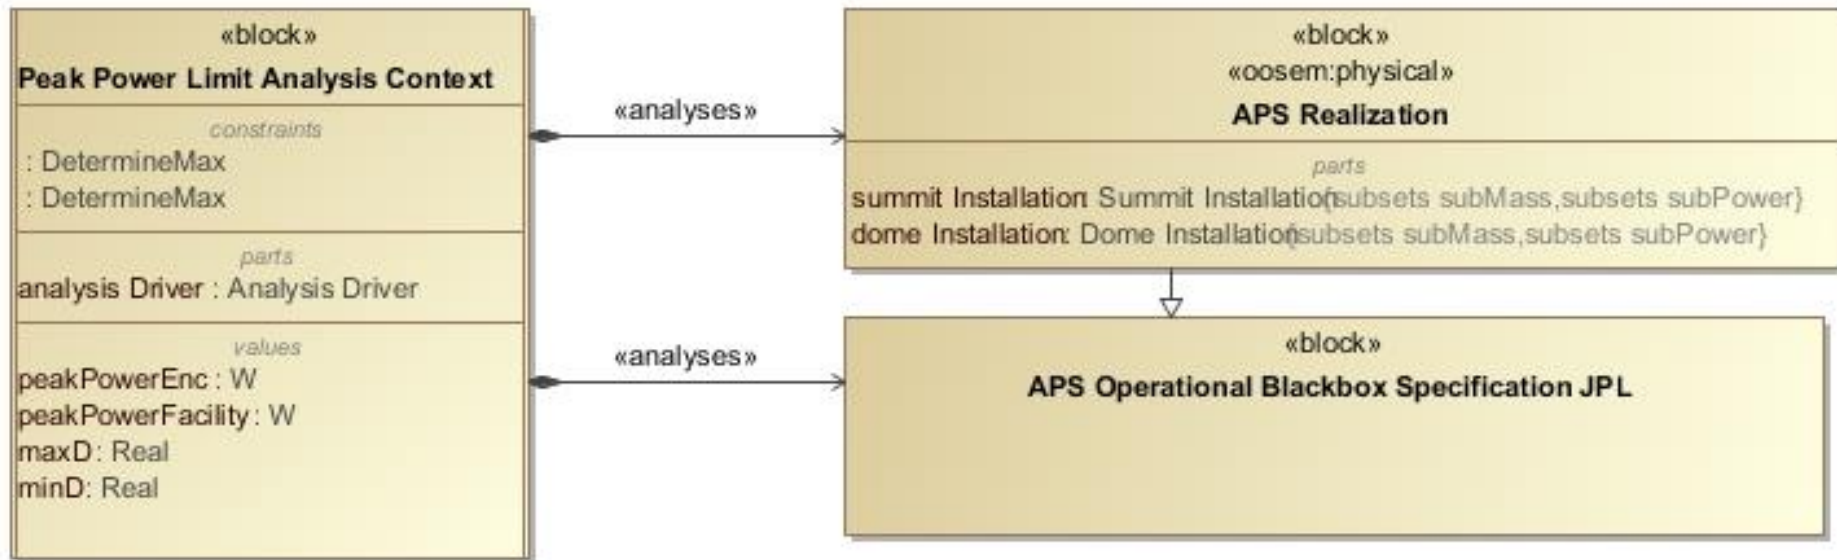 «block»
Peak Power Limit Analysis Context
constraints
: DetermineMax
: DetermineMax
parts
analysis Driver : Analysis Driver
values
peakPowerEnc : W
peakPowerFacility : W
maxD : Real
minD: Real
«analyses»
«analyses»
«block»
«oosem:physical»
APS Realization
parts
summit Installation: Summit Installation{subsets subMass,subsets subPower}
dome Installation: Dome Installation{subsets subMass,subsets subPower}
«block»
APS Operational Blackbox Specification JPL